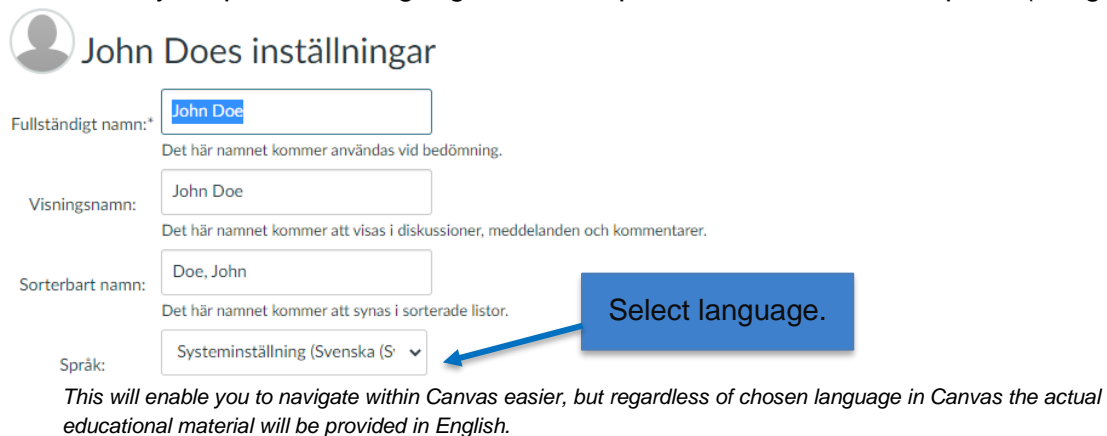 John Does inställningar
Fullständigt namn:* John Doe
Det här namnet kommer användas vid bedömning.
Visningsnamn: John Doe
Det här namnet kommer att visas i diskussioner, meddelanden och kommentarer.
Sorterbart namn: Doe, John
Det här namnet kommer att synas i sorterade listor.
Select language.
Språk: Systeminställning (Svenska
This will enable you to navigate within Canvas easier, but regardless of chosen language in Canvas the actual
educational material will be provided in English.